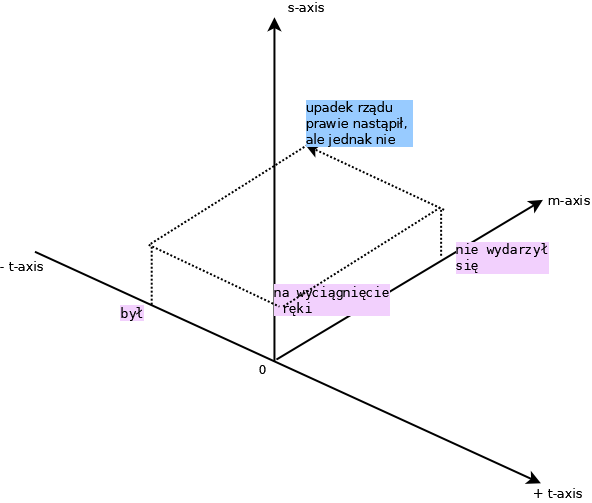 s-axis
upadek rządu
prawie nastąpił,
ale jednak nie
m-axis
nie wydarzył
się
- t-axis
na wyciągnięcie
ręki
był
0
+ t-axis